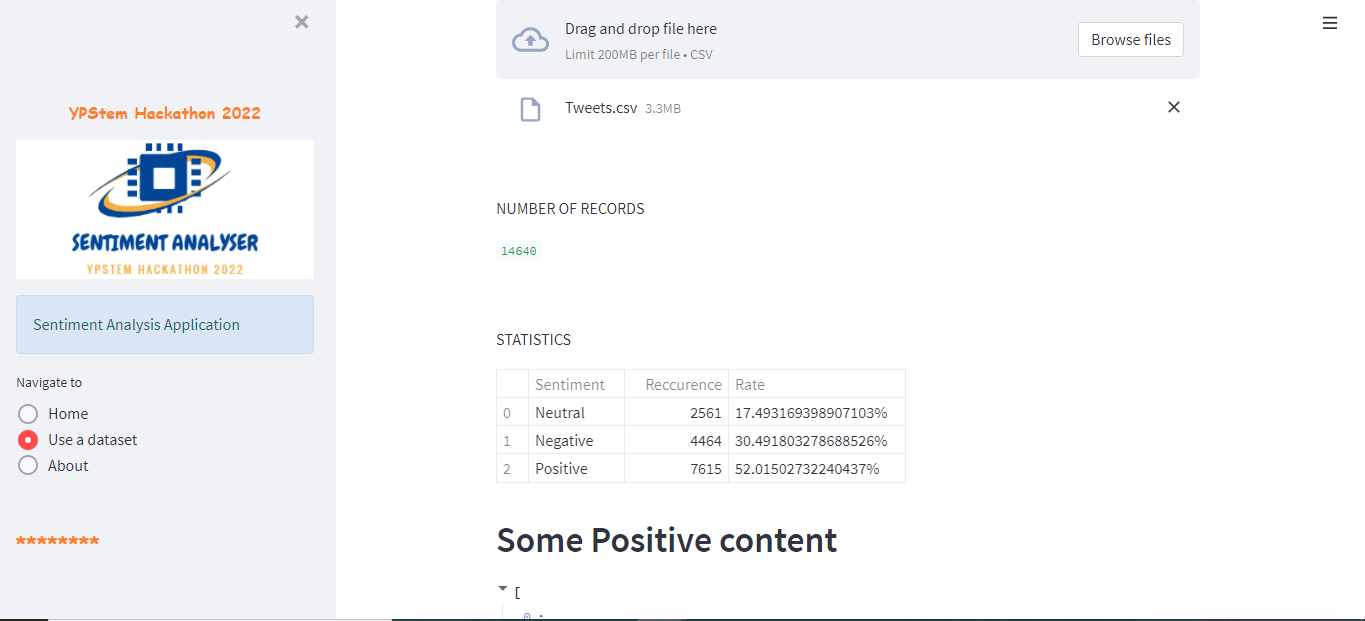 YPStem Hackathon 2022
SENTIMENT ANALYSER
YPSTEM HACKATHON 2022
Sentiment Analysis Application
Navigate to
Home
Use a dataset
About
********
Drag and drop file here
Limit 200MB per file • CSV
Browse files
Tweets.csv 3.3MB
NUMBER OF RECORDS
14640
STATISTICS
Sentiment Reccurence Rate
0 Neutral 2561 17.493169398907103%
1 Negative 4464 30.491803278688526%
2 Positive 7615 52.01502732240437%
Some Positive content
[
0 :